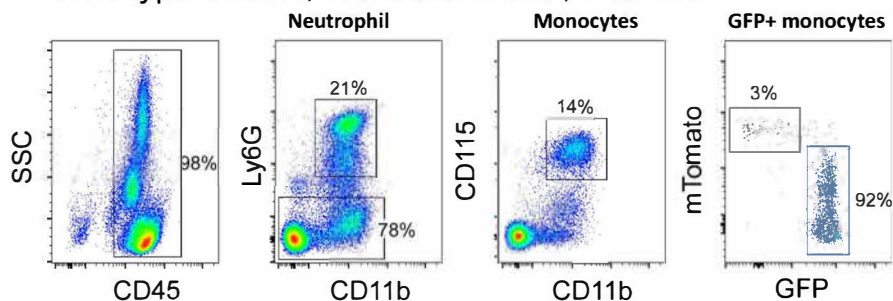 Neutrophil
Monocytes
GFP+ monocytes
SSC
98%
CD45
Ly6G
21%
78%
CD11b
CD115
14%
CD11b
mTomato
3%
92%
GFP